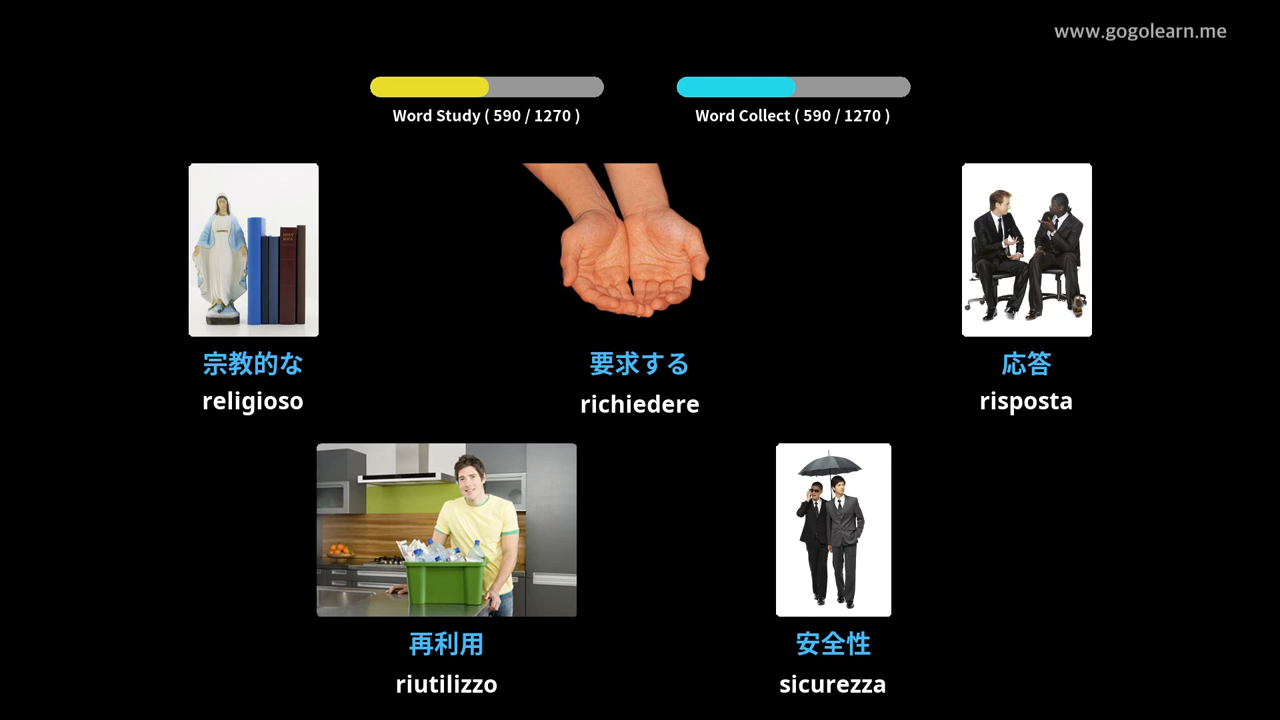 www.gogolearn.me
Word Study ( 590 / 1270 )
Word Collect ( 590 / 1270 )
宗教的な
religioso
要求する
richiedere
応答
risposta
再利用
riutilizzo
安全性
sicurezza